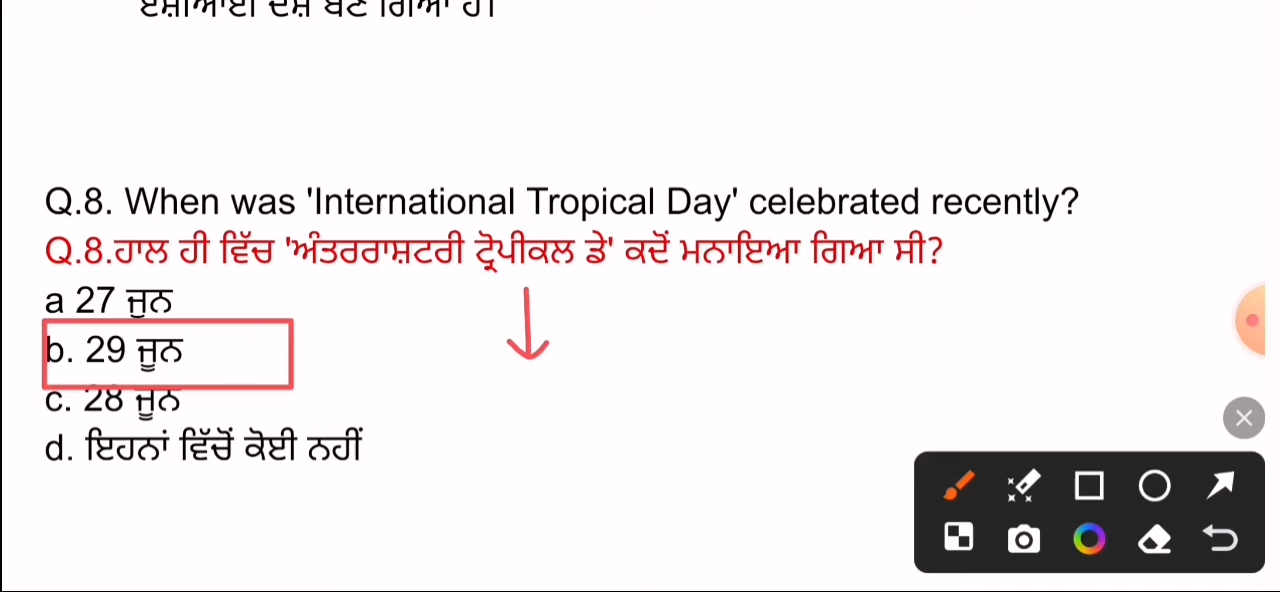 Q.8. When was 'International Tropical Day' celebrated recently?
Q.8.ਹਾਲ ਹੀ ਵਿੱਚ 'ਅੰਤਰਰਾਸ਼ਟਰੀ ਟ੍ਰੋਪੀਕਲ ਡੇ' ਕਦੋਂ ਮਨਾਇਆ ਗਿਆ ਸੀ?
a 27 ਜੁਨ
b. 29 ਜੂਨ
c. 28 ਜੂਨ
d. ਇਹਨਾਂ ਵਿੱਚੋਂ ਕੋਈ ਨਹੀਂ